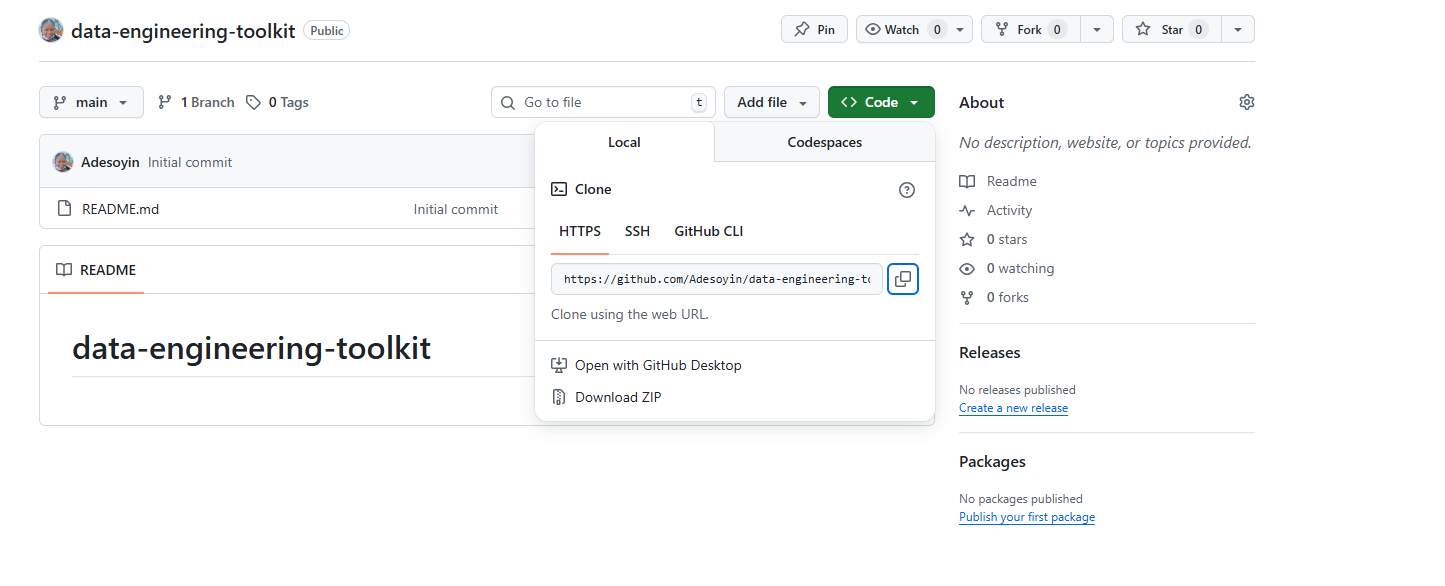 data-engineering-toolkit Public Pin Watch 0 Fork 0 Star 0
main 1 Branch 0 Tags Go to file t Add file Code
Adesoyin Initial commit
README.md Initial commit
README
data-engineering-toolkit
Local Codespaces
Clone
HTTPS SSH GitHub CLI
https://github.com/Adesoyin/data-engineering-to
Clone using the web URL.
Open with GitHub Desktop
Download ZIP
About
No description, website, or topics provided.
Readme
Activity
0 stars
0 watching
0 forks
Releases
No releases published
Create a new release
Packages
No packages published
Publish your first package